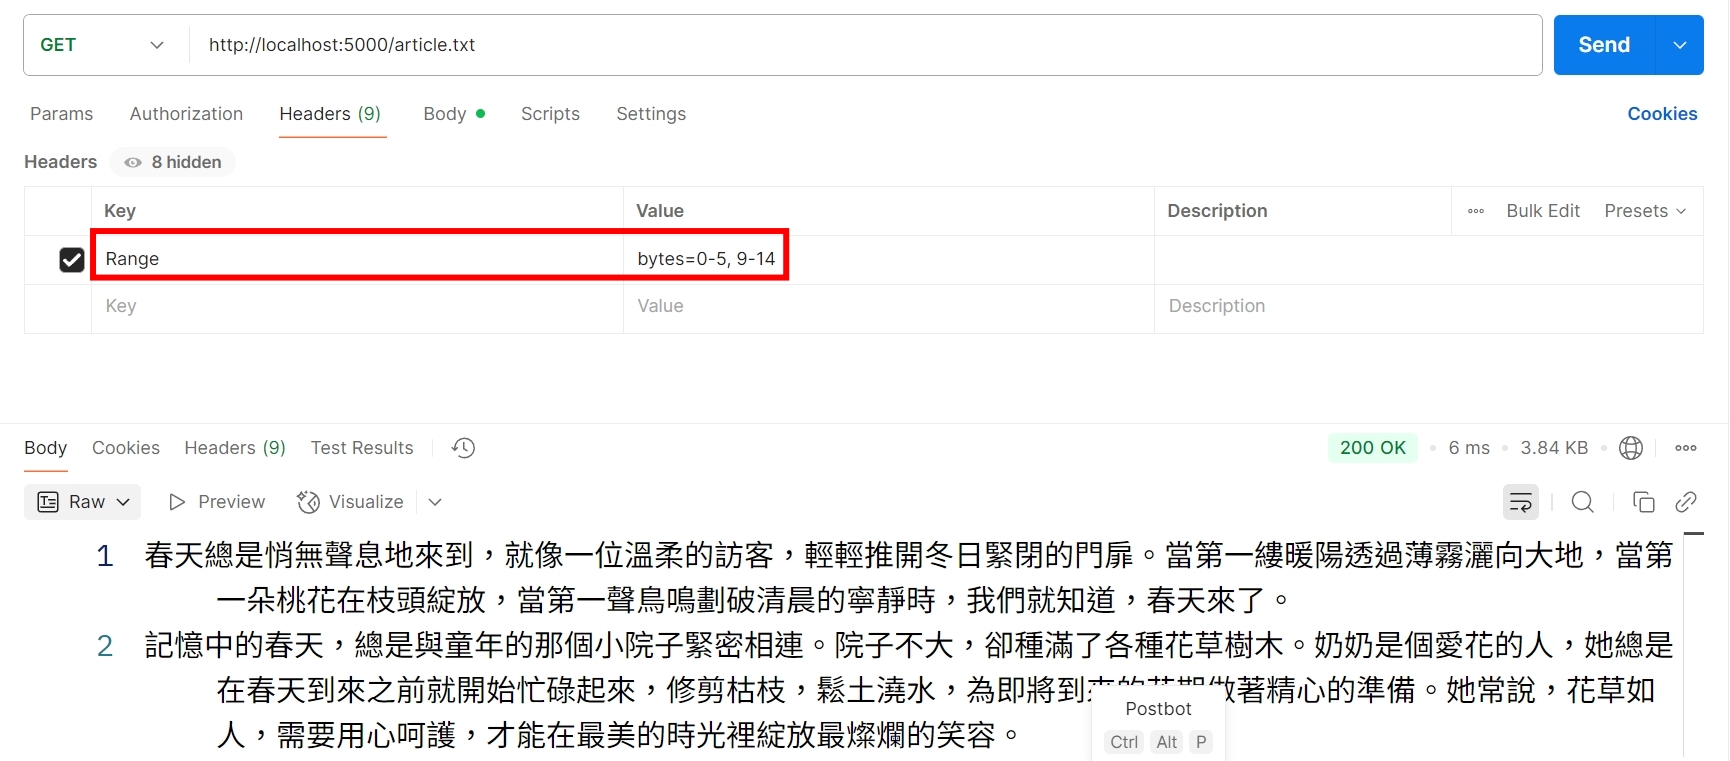 GET http://localhost:5000/article.txt Send
Params Authorization Headers (9) Body Scripts Settings Cookies
Headers 8 hidden
Key Value Description Bulk Edit Presets
Range bytes=0-5, 9-14
Key Value Description
Body Cookies Headers (9) Test Results 200 OK 6 ms 3.84 KB
Raw Preview Visualize
1 春天總是悄無聲息地來到，就像一位溫柔的訪客，輕輕推開冬日緊閉的門扉。當第一縷暖陽透過薄霧灑向大地，當第
一朵桃花在枝頭綻放，當第一聲鳥鳴劃破清晨的寧靜時，我們就知道，春天來了。
2 記憶中的春天，總是與童年的那個小院子緊密相連。院子不大，卻種滿了各種花草樹木。奶奶是個愛花的人，她總是
在春天到來之前就開始忙碌起來，修剪枯枝，鬆土澆水，為即將到來的花期做著精心的準備。她常說，花草如
人，需要用心呵護，才能在最美的時光裡綻放最燦爛的笑容。
Postbot
Ctrl Alt P